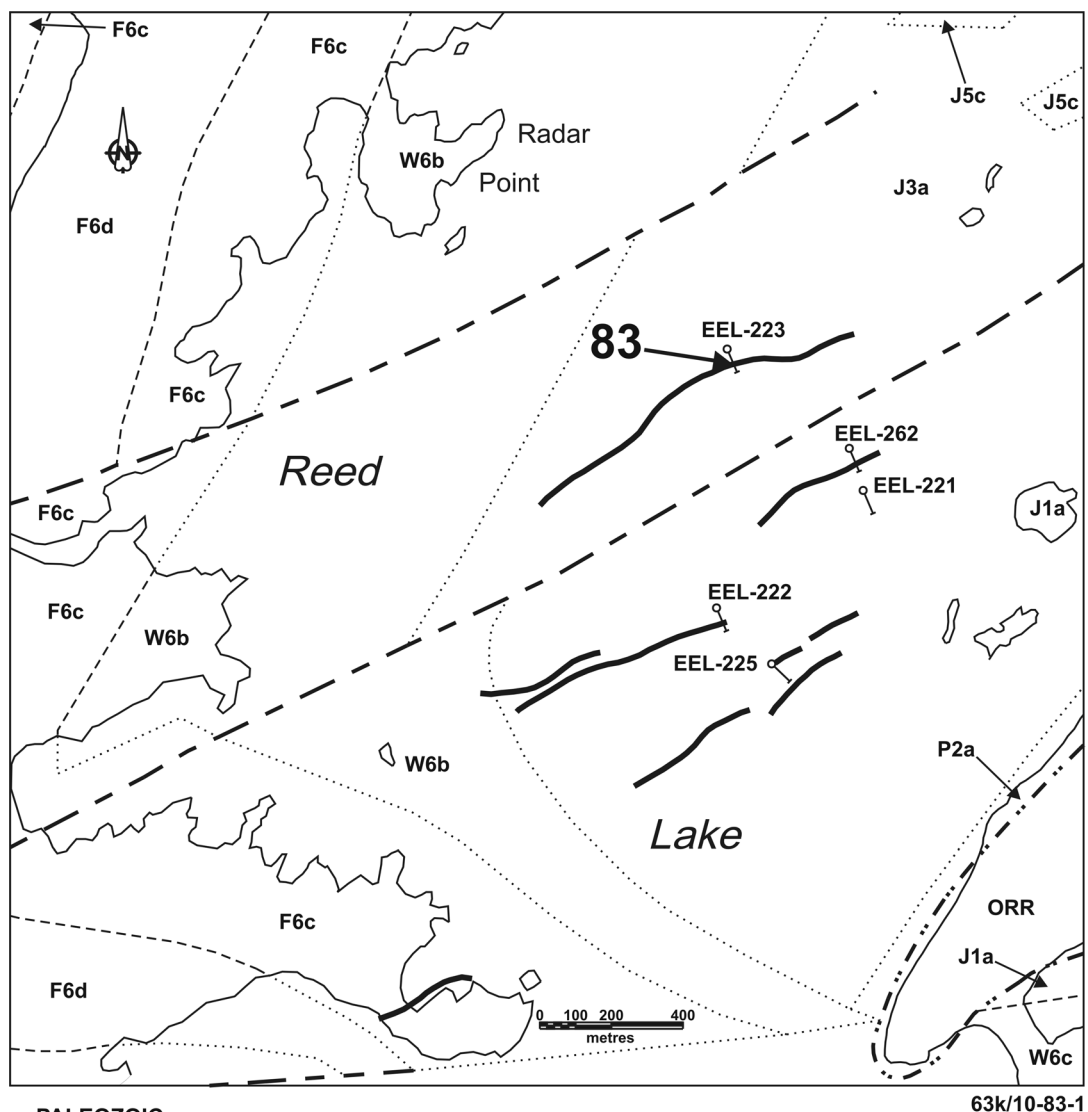 F6c
F6c
J5c
J5c
N
W6b
Radar
Point
J3a
F6d
83
EEL-223
F6c
EEL-262
Reed
EEL-221
F6c
J1a
EEL-222
F6c
W6b
EEL-225
P2a
W6b
Lake
ORR
F6c
J1a
F6d
0 100 200 400
metres
W6c
63k/10-83-1